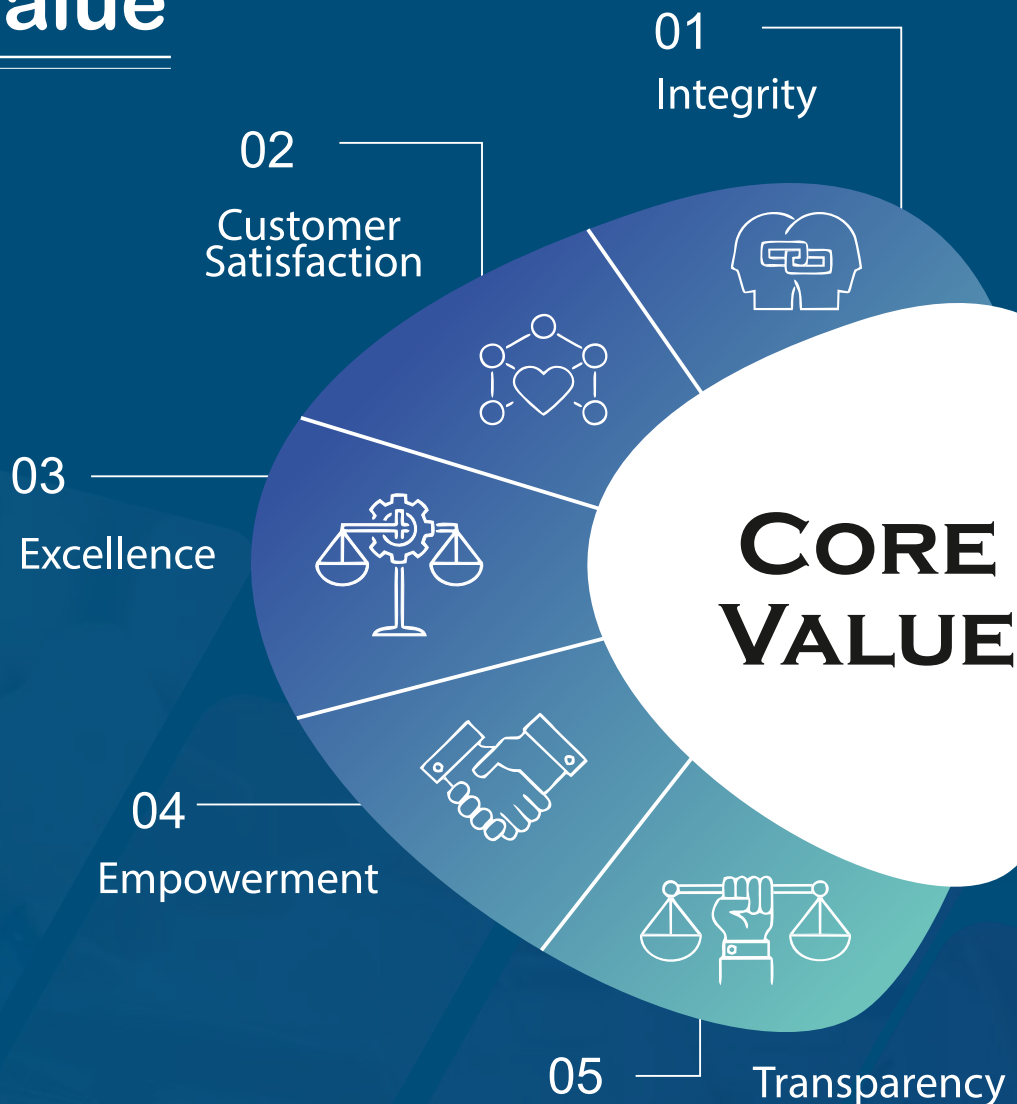 alue
01
Integrity
02
Customer
Satisfaction
03
Excellence
CORE
VALUE
04
Empowerment
05
Transparency